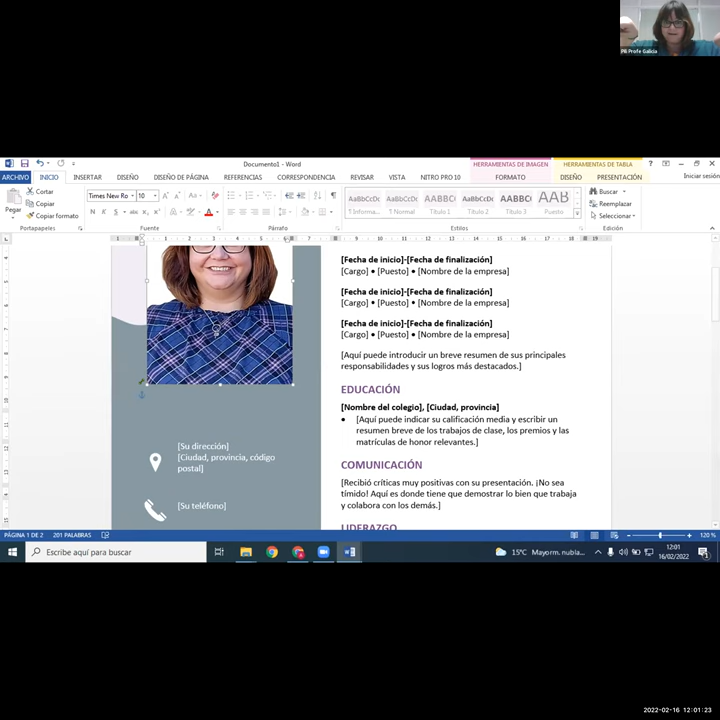 JNB Profe Galicia
Documento1 - Word
HERRAMIENTAS DE IMAGEN
HERRAMIENTAS DE TABLA
ARCHIVO INICIO INSERTAR DISEÑO DISEÑO DE PÁGINA REFERENCIAS CORRESPONDENCIA REVISAR VISTA NITRO PRO 10 FORMATO DISEÑO PRESENTACIÓN Iniciar sesión
Pegar
Cortar
Copiar
Copiar formato
Times New Ro 10
N K S abc
AaBbCcDc AaBbCcDc AABBC AaBbCcDc AABBC AAB
¶ Informa... ¶ Normal Título 1 Título 2 Título 3 Puesto
Buscar
Reemplazar
Seleccionar
Portapapeles Fuente Párrafo Estilos Edición
[Fecha de inicio]-[Fecha de finalización]
[Cargo] • [Puesto] • [Nombre de la empresa]
[Fecha de inicio]-[Fecha de finalización]
[Cargo] • [Puesto] • [Nombre de la empresa]
[Fecha de inicio]-[Fecha de finalización]
[Cargo] • [Puesto] • [Nombre de la empresa]
[Aquí puede introducir un breve resumen de sus principales
responsabilidades y sus logros más destacados.]
EDUCACIÓN
[Nombre del colegio], [Ciudad, provincia]
• [Aquí puede indicar su calificación media y escribir un
resumen breve de los trabajos de clase, los premios y las
matrículas de honor relevantes.]
COMUNICACIÓN
[Recibió críticas muy positivas con su presentación. ¡No sea
tímido! Aquí es donde tiene que demostrar lo bien que trabaja
y colabora con los demás.]
LIDERAZGO
[Su dirección]
[Ciudad, provincia, código
postal]
[Su teléfono]
PÁGINA 1 DE 2 201 PALABRAS 120 %
Escribe aquí para buscar
15°C Mayorm. nubla...
12:01
16/02/2022
2022-02-16 12:01:23